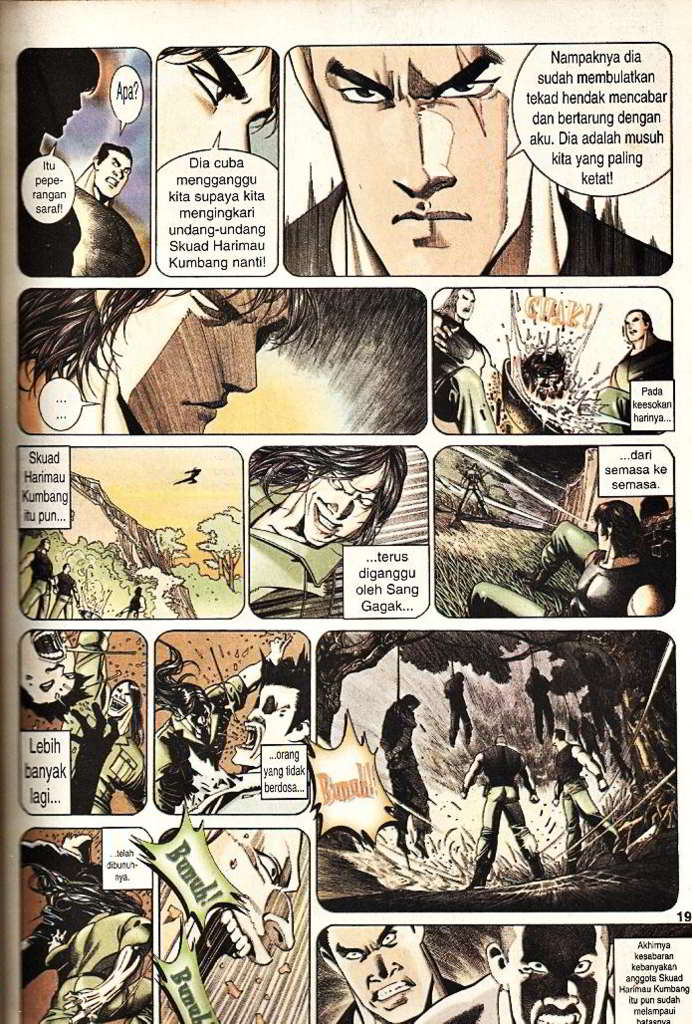 Apa?
Itu
pepe-
rangan
saraf!
Dia cuba
mengganggu
kita supaya kita
mengingkari
undang-undang
Skuad Harimau
Kumbang nanti!
Nampaknya dia
sudah membulatkan
tekad hendak mencabar
dan bertarung dengan
aku. Dia adalah musuh
kita yang paling
ketat!
...
...
Pada
keesokan
harinya...
Skuad
Harimau
Kumbang
itu pun...
...terus
diganggu
oleh Sang
Gagak...
...dari
semasa ke
semasa.
Lebih
banyak
lagi...
...orang
yang tidak
berdosa...
Bunuh!
...telah
dibunuh-
nya.
Bunuh!
Bunuh!
19
Akhirnya
kesabaran
kebanyakan
anggota Skuad
Harimau Kumbang
itu pun sudah
melampaui
batasnya